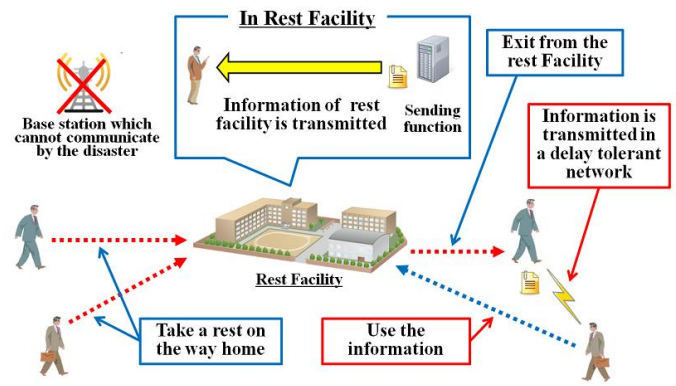 In Rest Facility
Information of rest
facility is transmitted
Sending
function
Exit from the
rest Facility
Base station which
cannot communicate
by the disaster
Information is
transmitted in
a delay tolerant
network
Rest Facility
Take a rest on
the way home
Use the
information